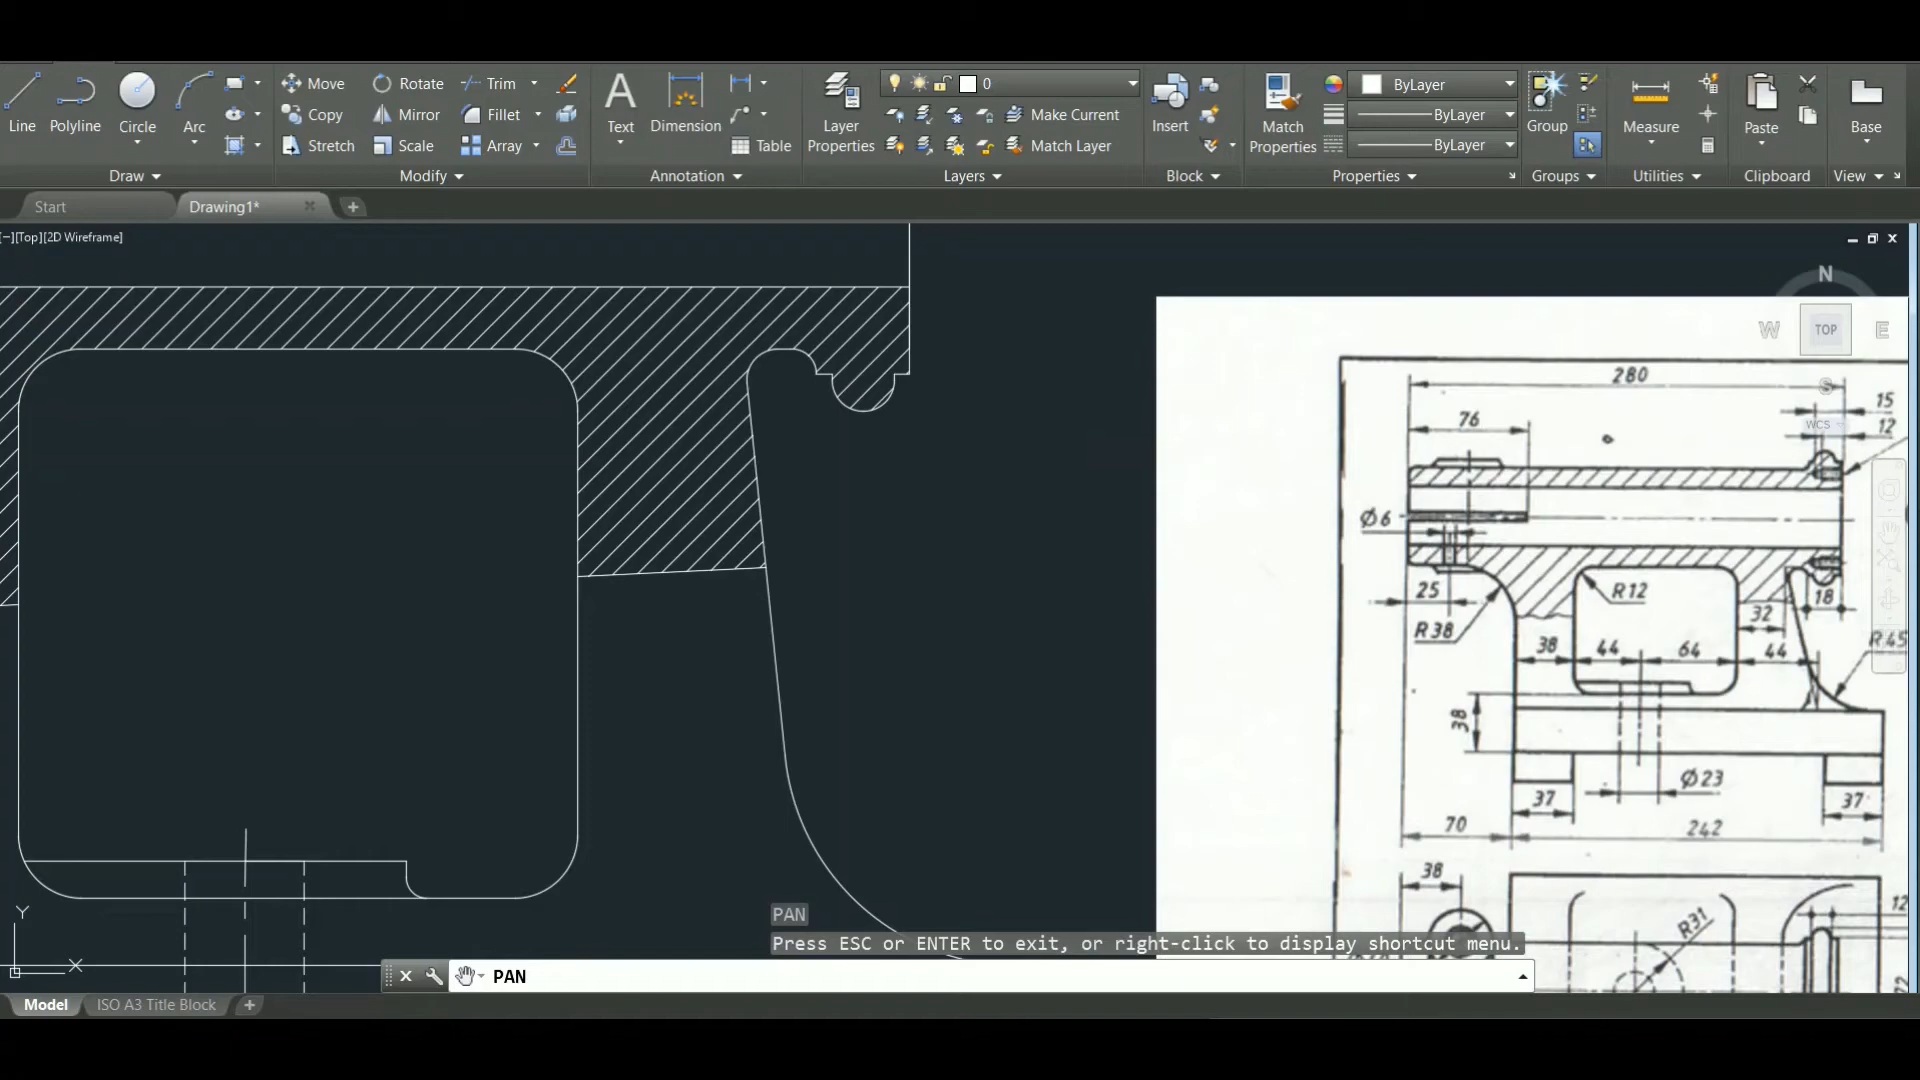 Line
Polyline
Circle
Arc
Move
Rotate
Trim
Copy
Mirror
Fillet
Stretch
Scale
Array
Text
Dimension
Table
Layer
Properties
0
Make Current
Match Layer
Insert
Match
Properties
ByLayer
ByLayer
ByLayer
Group
Measure
Paste
Base
Draw
Modify
Annotation
Layers
Block
Properties
Groups
Utilities
Clipboard
View
Start
Drawing1*
[−][Top][2D Wireframe]
N
W
TOP
E
S
WCS
280
15
76
12
Ø6
25
R12
18
R38
32
38
44
64
44
R45
38
Ø23
37
37
70
242
38
12
R31
Y
X
PAN
Press ESC or ENTER to exit, or right-click to display shortcut menu.
PAN
Model
ISO A3 Title Block